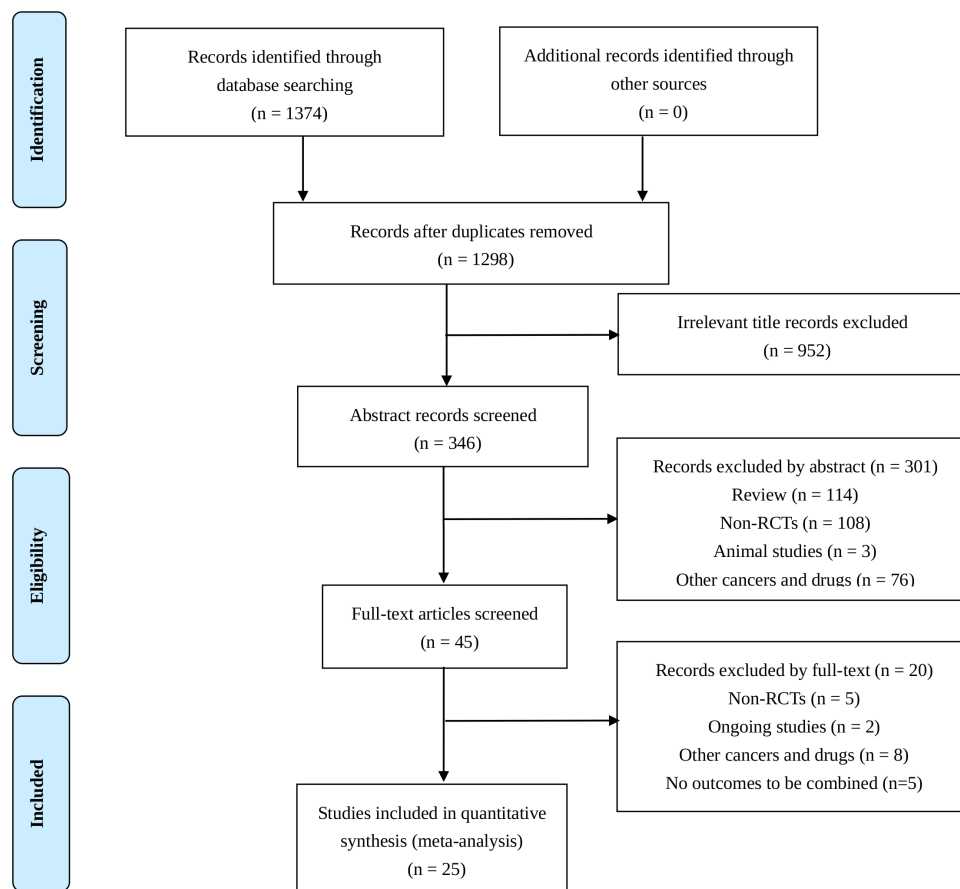 Identification
Records identified through
database searching
(n = 1374)
Additional records identified through
other sources
(n = 0)
Records after duplicates removed
(n = 1298)
Screening
Irrelevant title records excluded
(n = 952)
Abstract records screened
(n = 346)
Eligibility
Records excluded by abstract (n = 301)
Review (n = 114)
Non-RCTs (n = 108)
Animal studies (n = 3)
Other cancers and drugs (n = 76)
Full-text articles screened
(n = 45)
Records excluded by full-text (n = 20)
Non-RCTs (n = 5)
Ongoing studies (n = 2)
Other cancers and drugs (n = 8)
No outcomes to be combined (n=5)
Included
Studies included in quantitative
synthesis (meta-analysis)
(n = 25)